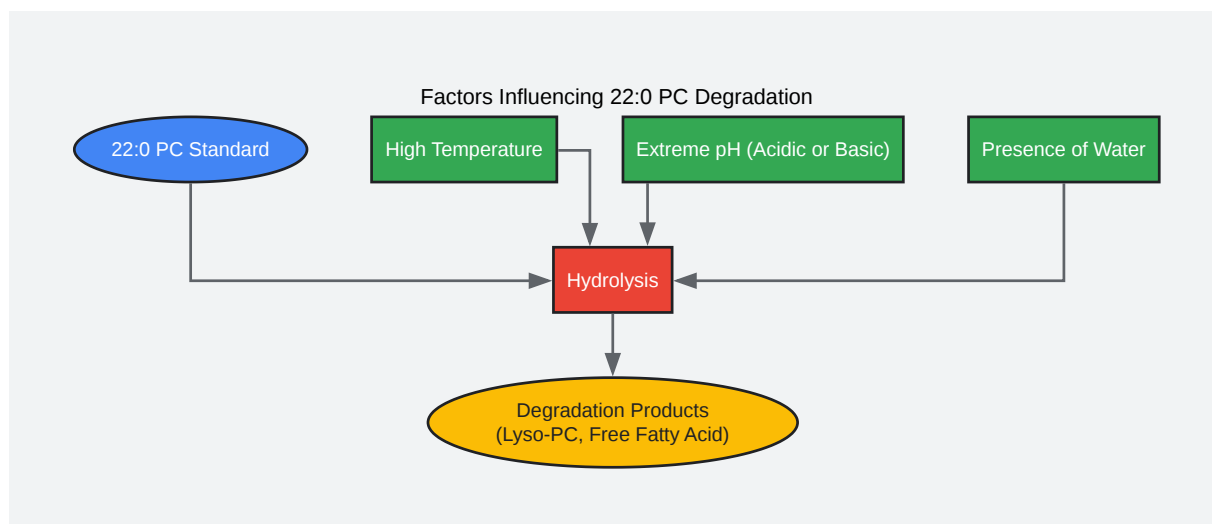 Factors Influencing 22:0 PC Degradation
22:0 PC Standard
High Temperature
Extreme pH (Acidic or Basic)
Presence of Water
Hydrolysis
Degradation Products
(Lyso-PC, Free Fatty Acid)